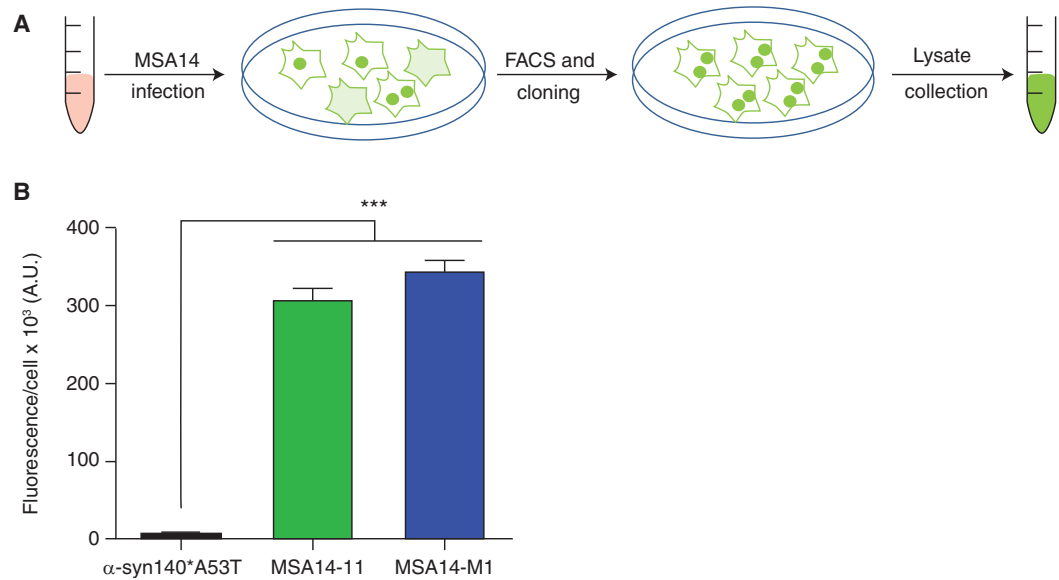 A
MSA14
infection
FACS and
cloning
Lysate
collection
B
***
Fluorescence/cell x 10³ (A.U.)
400
300
200
100
0
α-syn140*A53T
MSA14-11
MSA14-M1